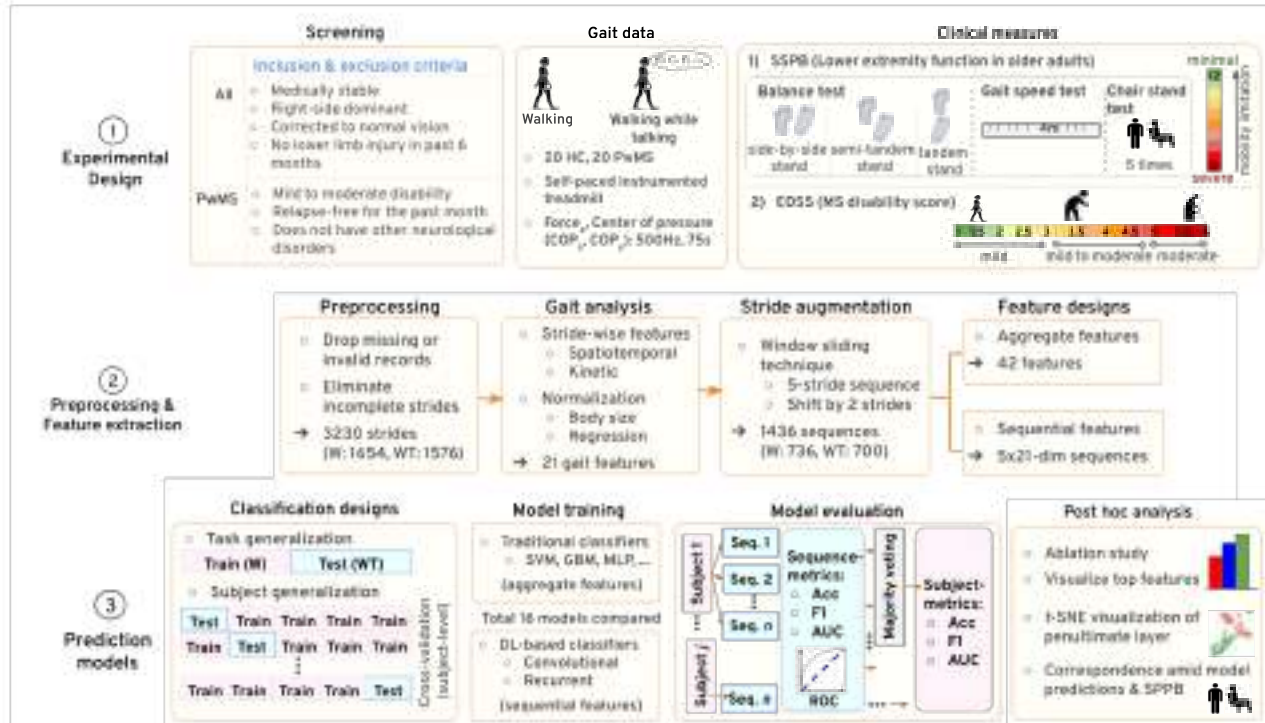 Screening
Gait data
Clinical measures
Inclusion & exclusion criteria
All
Medically stable
Right-side dominant
Corrected to normal vision
No lower limb injury in past 6
months
PwMS
Mild to moderate disability
Relapse-free for the past month
Does not have other neurological
disorders
Walking
Walking while
talking
20 HC, 20 PwMS
Self-paced instrumented
treadmill
Force, Center of pressure
(COP, COP): 500Hz, 75s
1) SSPB (Lower extremity function in older adults)
Balance test
side-by-side
stand
semi-tandem
stand
tandem
stand
Gait speed test
4m
Chair stand
test
5 times
minimal
12
mobility limitation
severe
2) EDSS (MS disability score)
mild
mild to moderate
moderate
1
Experimental
Design
2
Preprocessing &
Feature extraction
Preprocessing
Drop missing or
invalid records
Eliminate
incomplete strides
→ 3230 strides
(W: 1654, WT: 1576)
Gait analysis
Stride-wise features
Spatiotemporal
Kinetic
Normalization
Body size
Regression
→ 21 gait features
Stride augmentation
Window sliding
technique
5-stride sequence
Shift by 2 strides
→ 1436 sequences
(W: 736, WT: 700)
Feature designs
Aggregate features
→ 42 features
Sequential features
→ 5x21-dim sequences
3
Prediction
models
Classification designs
Task generalization
Train (W) Test (WT)
Subject generalization
Test Train Train Train Train
Train Test Train Train Train
Train Train Train Train Test
Cross-validation
(subject-level)
Model training
Traditional classifiers
SVM, GBM, MLP, ...
(aggregate features)
Total 16 models compared
DL-based classifiers
Convolutional
Recurrent
(sequential features)
Model evaluation
Subject i
Seq. 1
Seq. 2
Seq. n
Subject j
Sequence-
metrics:
Acc
F1
AUC
ROC
Majority voting
Subject-
metrics:
Acc
F1
AUC
Post hoc analysis
Ablation study
Visualize top features
t-SNE visualization of
penultimate layer
Correspondence amid model
predictions & SPPB